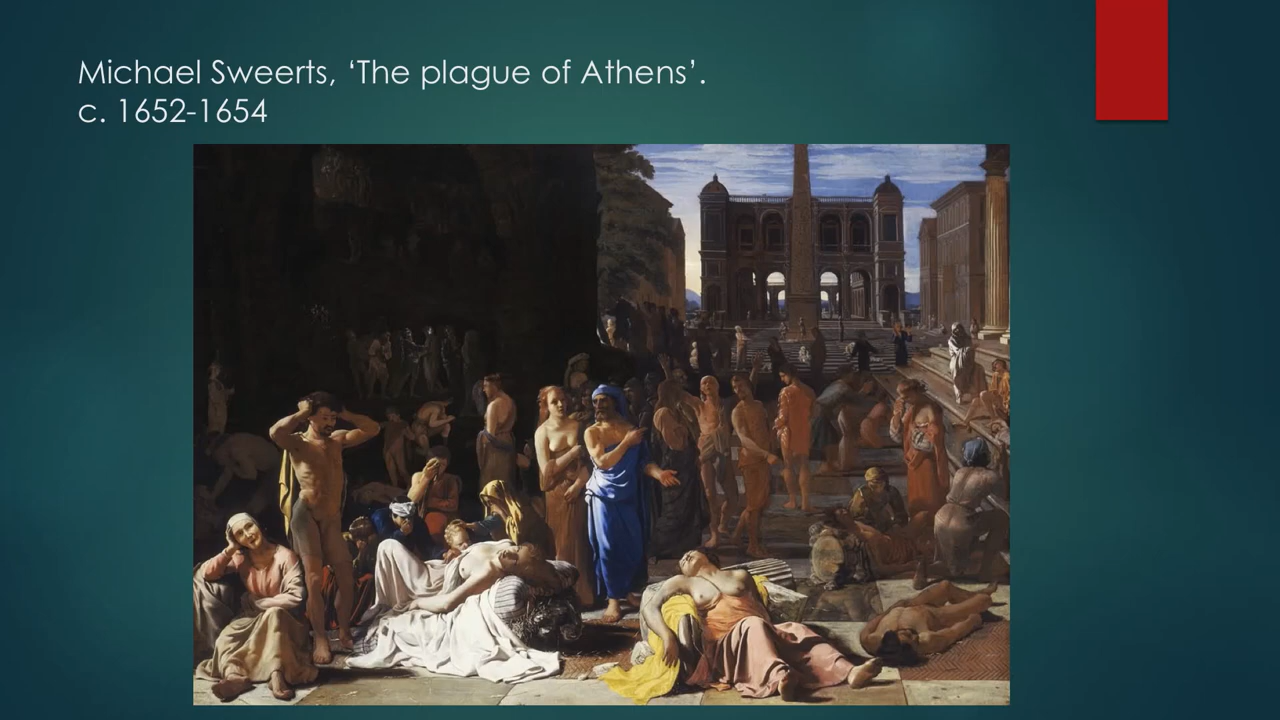 Michael Sweerts, ‘The plague of Athens’.
c. 1652-1654